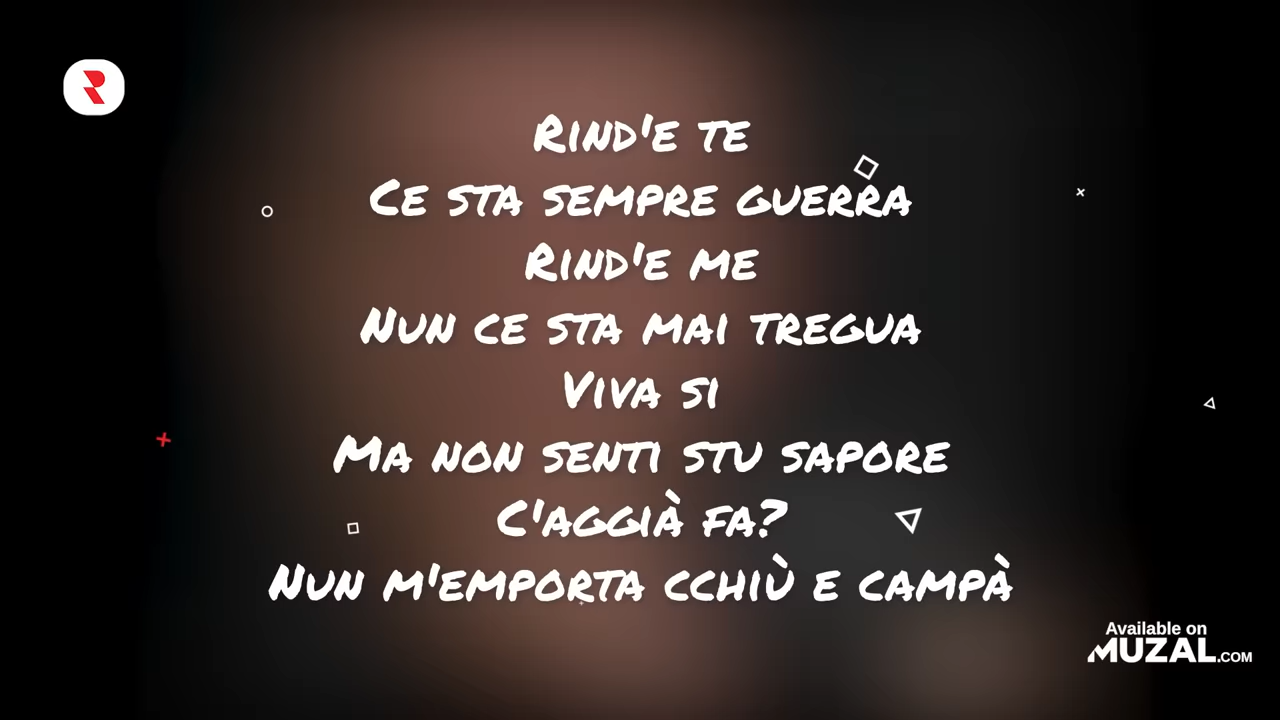 Rind'e te
Ce sta sempre guerra
Rind'e me
Nun ce sta mai tregua
Viva si
Ma non senti stu sapore
C'aggià fa?
Nun m'emporta cchiù e campà
Available on
MUZAL.COM